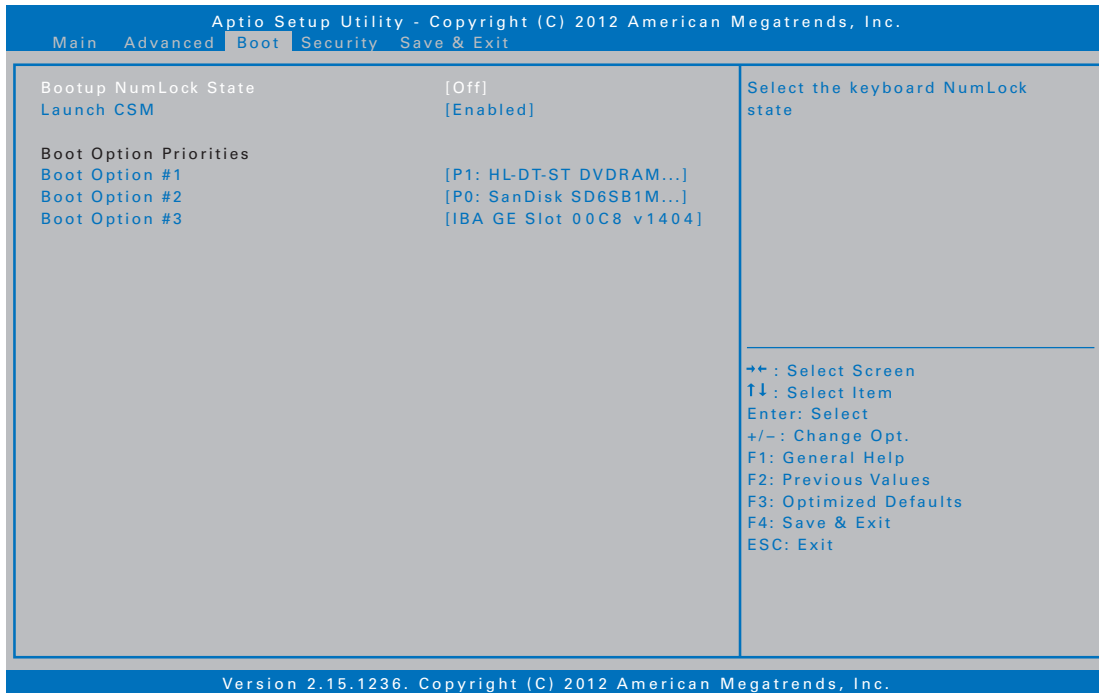 Aptio Setup Utility - Copyright (C) 2012 American Megatrends, Inc.
Main Advanced Boot Security Save & Exit
Bootup NumLock State [Off]
Launch CSM [Enabled]
Boot Option Priorities
Boot Option #1 [P1: HL-DT-ST DVDRAM...]
Boot Option #2 [P0: SanDisk SD6SB1M...]
Boot Option #3 [IBA GE Slot 00C8 v1404]
Select the keyboard NumLock
state
→← : Select Screen
↑↓ : Select Item
Enter: Select
+/– : Change Opt.
F1: General Help
F2: Previous Values
F3: Optimized Defaults
F4: Save & Exit
ESC: Exit
Version 2.15.1236. Copyright (C) 2012 American Megatrends, Inc.